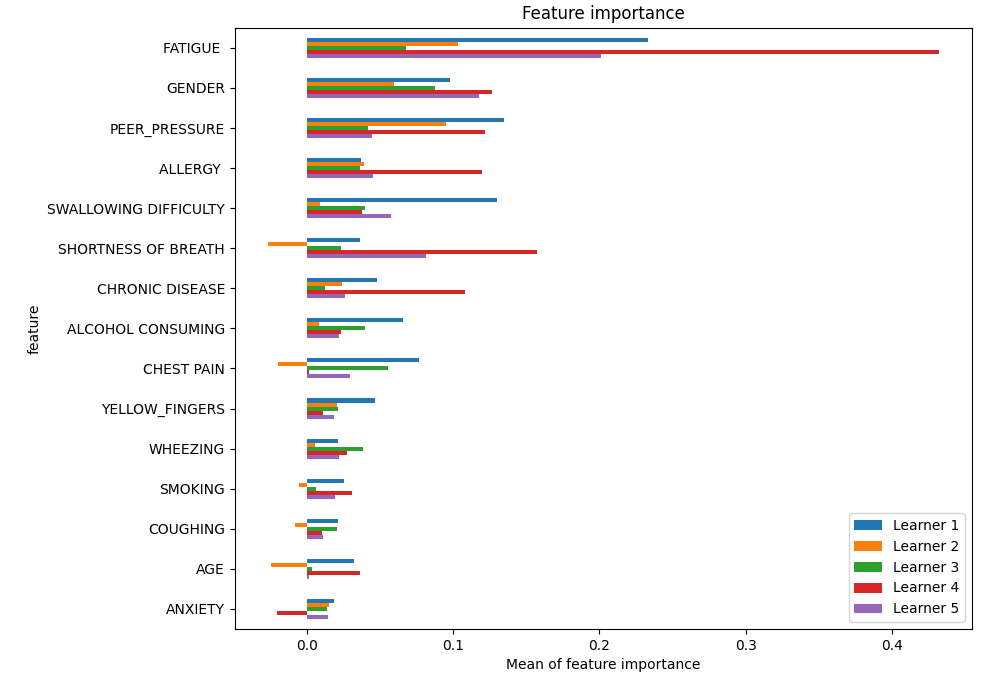 Feature importance
FATIGUE
GENDER
PEER_PRESSURE
ALLERGY
SWALLOWING DIFFICULTY
SHORTNESS OF BREATH
CHRONIC DISEASE
ALCOHOL CONSUMING
CHEST PAIN
YELLOW_FINGERS
WHEEZING
SMOKING
COUGHING
AGE
ANXIETY
feature
Learner 1
Learner 2
Learner 3
Learner 4
Learner 5
0.0 0.1 0.2 0.3 0.4
Mean of feature importance